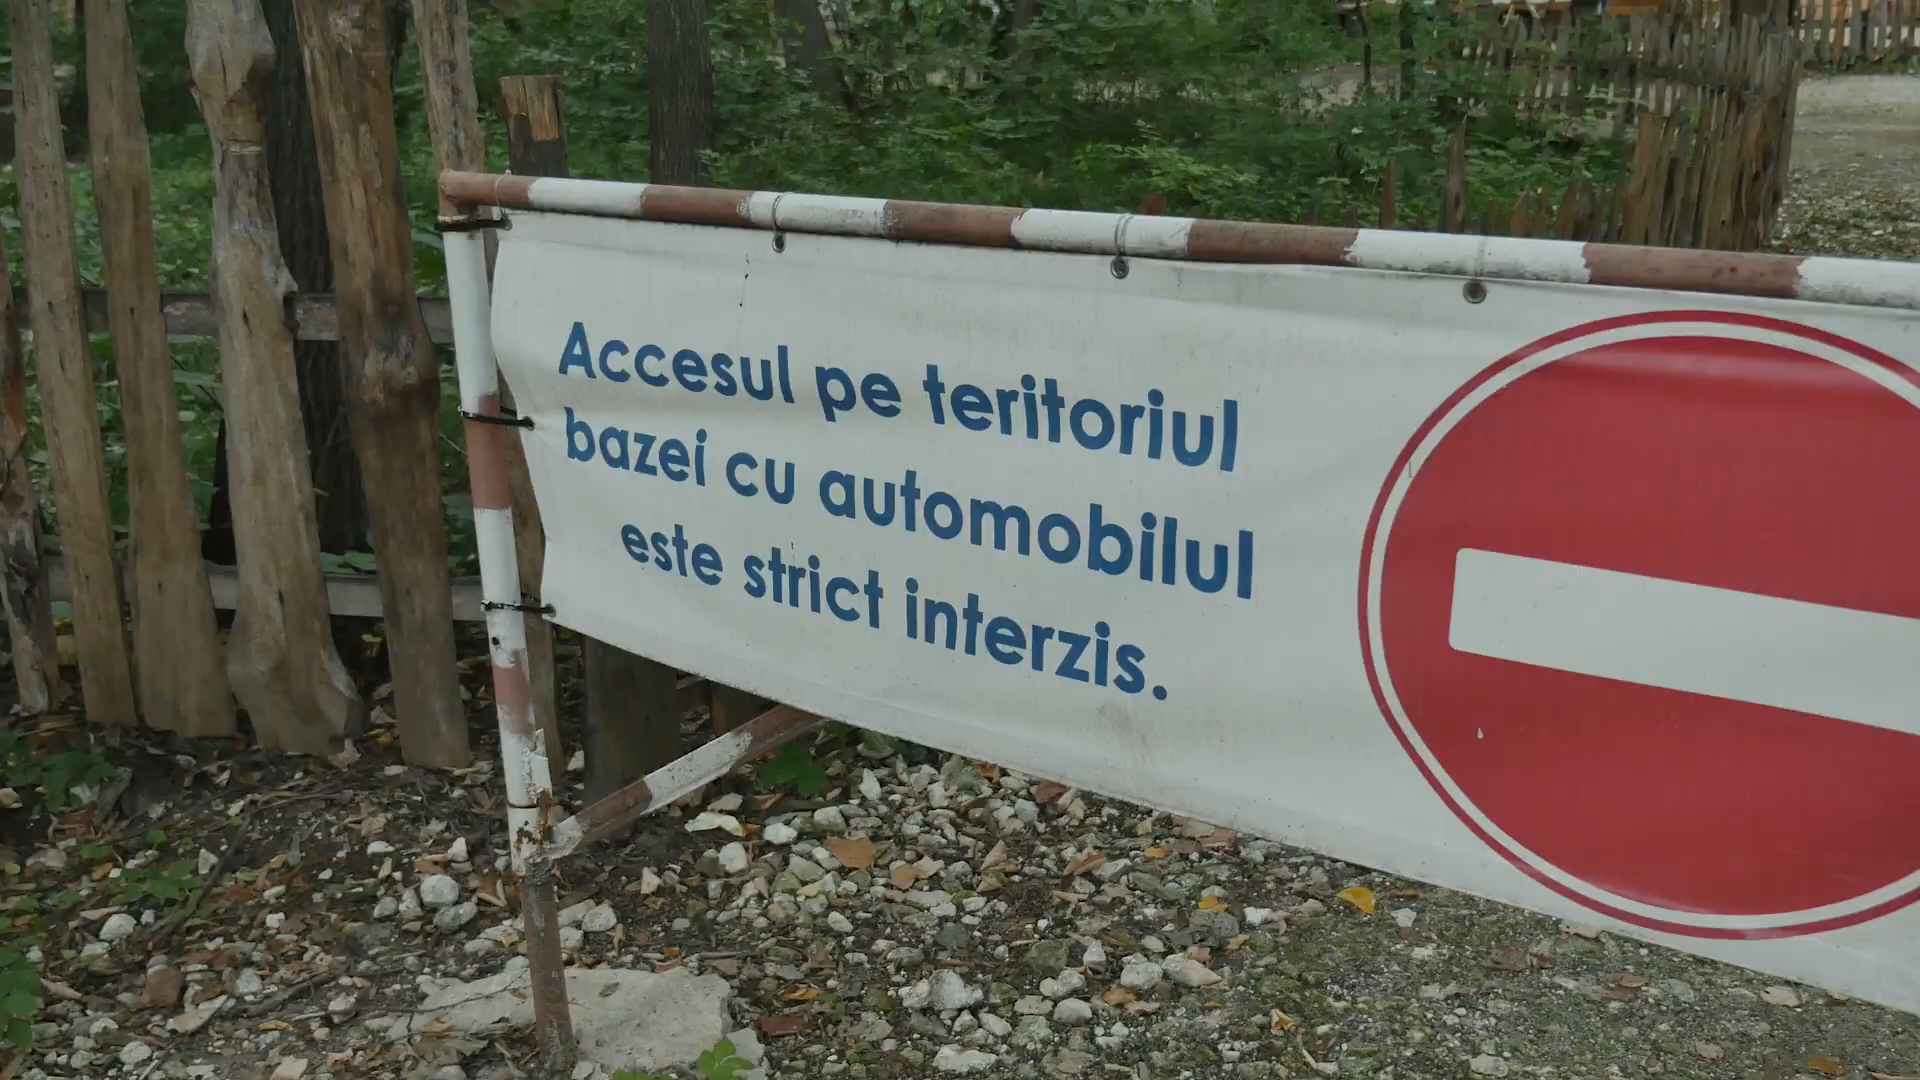 Accesul pe teritoriul
bazei cu automobilul
este strict interzis.